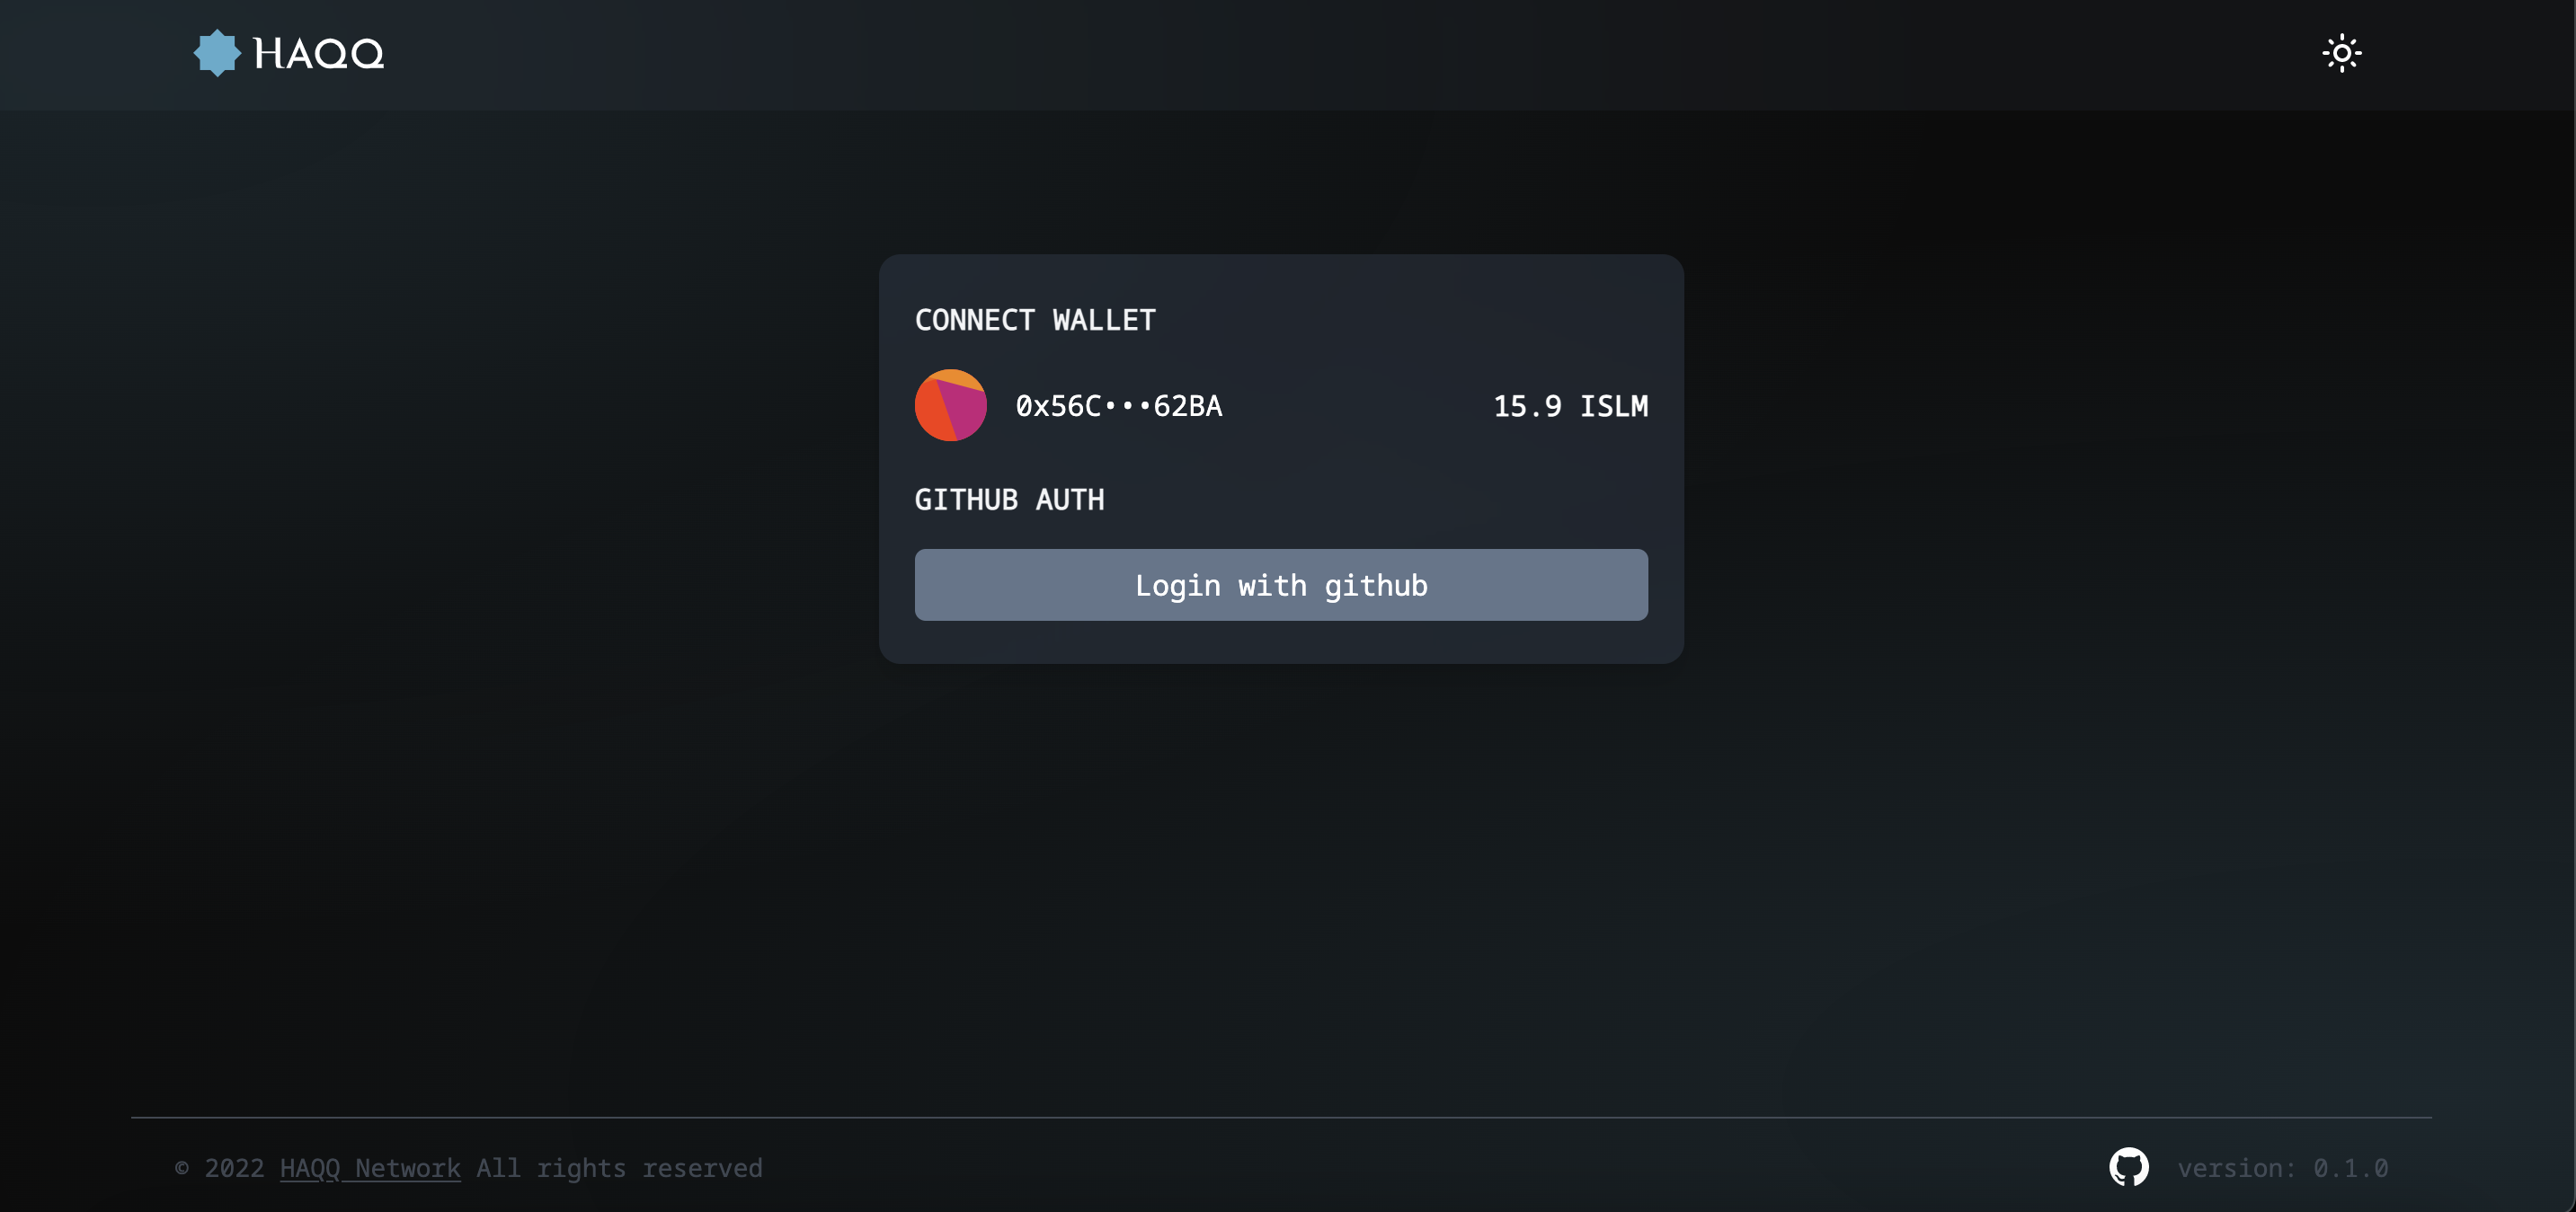 HAQQ
CONNECT WALLET
0x56C•••62BA 15.9 ISLM
GITHUB AUTH
Login with github
© 2022 HAQQ Network All rights reserved
version: 0.1.0